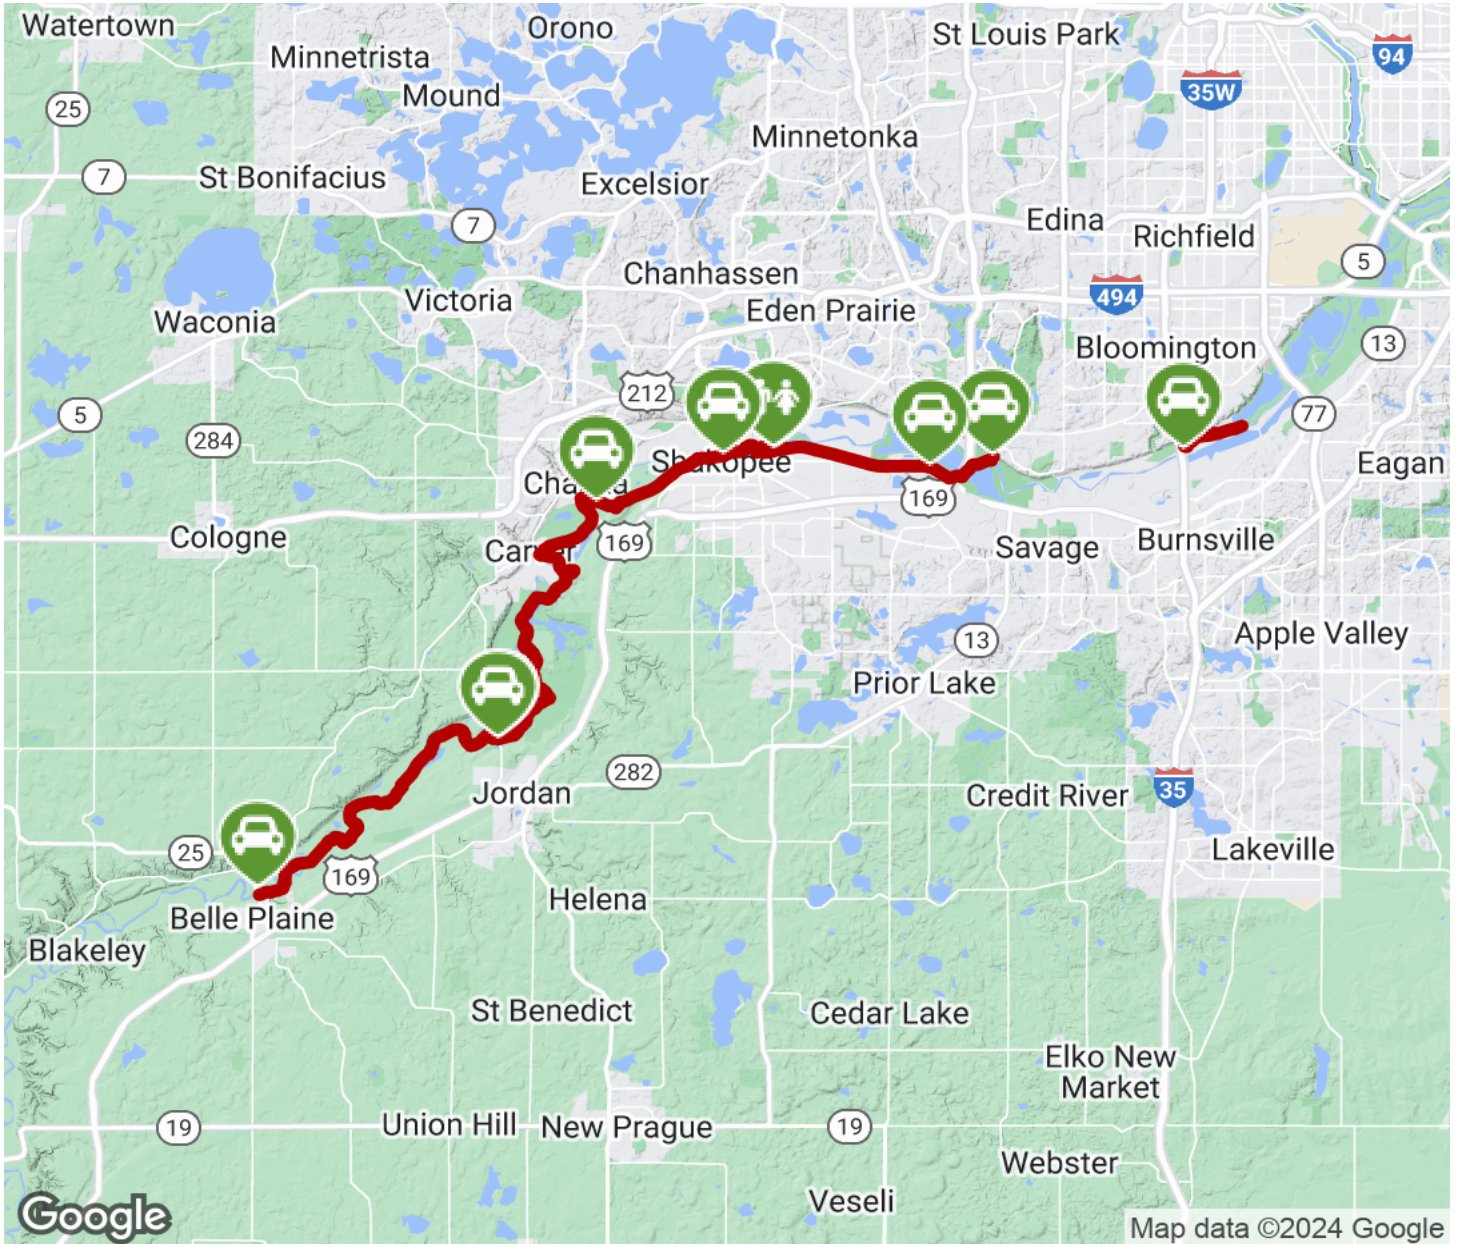 Watertown
Orono
St Louis Park
Minnetrista
94
Mound
35W
25
Minnetonka
7
St Bonifacius
Excelsior
7
Edina
Richfield
5
Chanhassen
494
Victoria
Eden Prairie
Waconia
13
Bloomington
212
5
77
284
Shakopee
Eagan
Chaska
169
Cologne
Carver
169
Savage
Burnsville
13
Apple Valley
Prior Lake
282
Jordan
Credit River
35
25
Lakeville
169
Helena
Belle Plaine
Blakeley
St Benedict
Cedar Lake
Elko New
Market
19
Union Hill
New Prague
19
Webster
Veseli
Google
Map data ©2024 Google